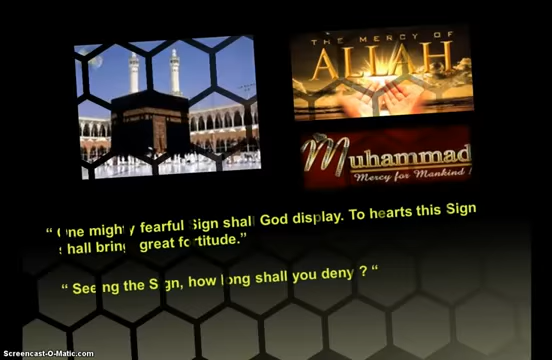 THE MERCY OF
ALLAH
Muhammad
Mercy for Mankind !
“ One mighty fearful Sign shall God display. To hearts this Sign
shall bring great fortitude.”
“ Seeing the Sign, how long shall you deny ? “
Screencast-O-Matic.com